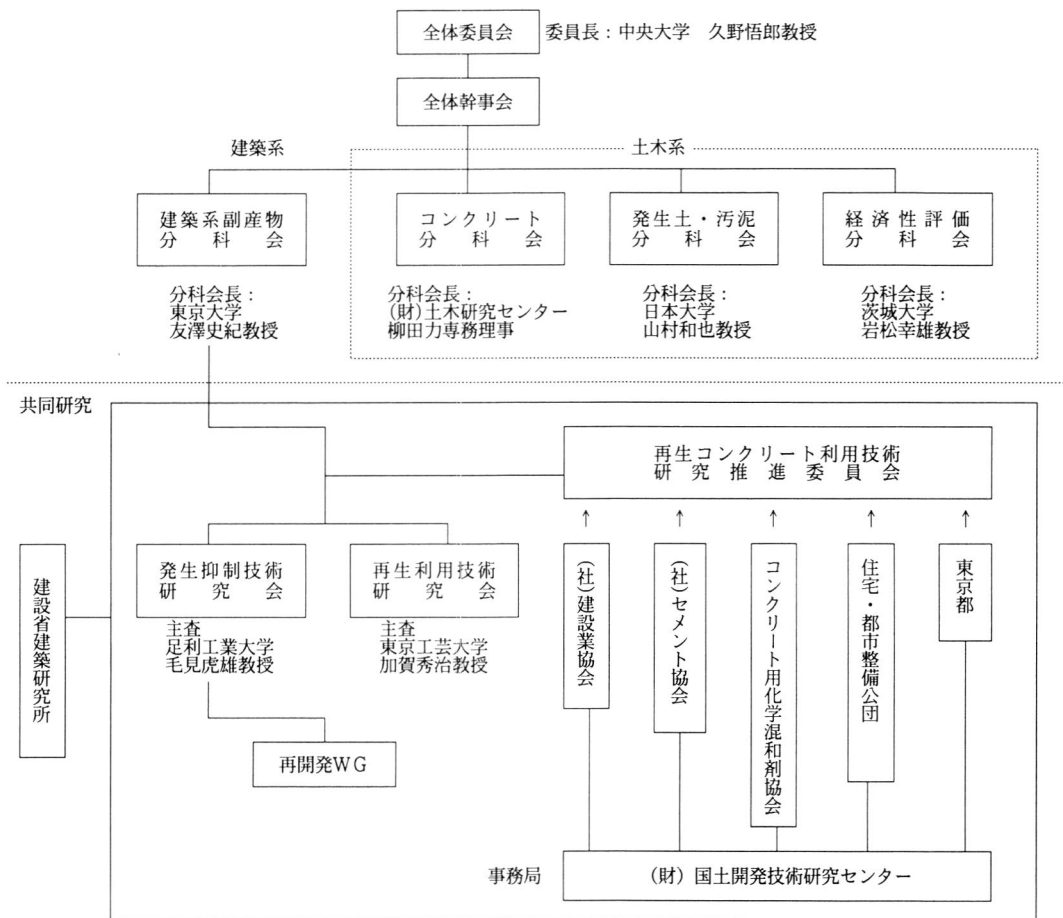 全体委員会 委員長：中央大学 久野悟郎教授
全体幹事会
建築系
土木系
建築系副産物
分科会
コンクリート
分科会
発生土・汚泥
分科会
経済性評価
分科会
分科会長：
東京大学
友澤史紀教授
分科会長：
(財)土木研究センター
柳田力専務理事
分科会長：
日本大学
山村和也教授
分科会長：
茨城大学
岩松幸雄教授
共同研究
再生コンクリート利用技術
研究推進委員会
↑ ↑ ↑ ↑ ↑
建設省建築研究所
発生抑制技術
研究会
主査
足利工業大学
毛見虎雄教授
再生利用技術
研究会
主査
東京工芸大学
加賀秀治教授
再開発WG
(社)建設業協会
(社)セメント協会
コンクリート用化学混和剤協会
住宅・都市整備公団
東京都
事務局
(財)国土開発技術研究センター